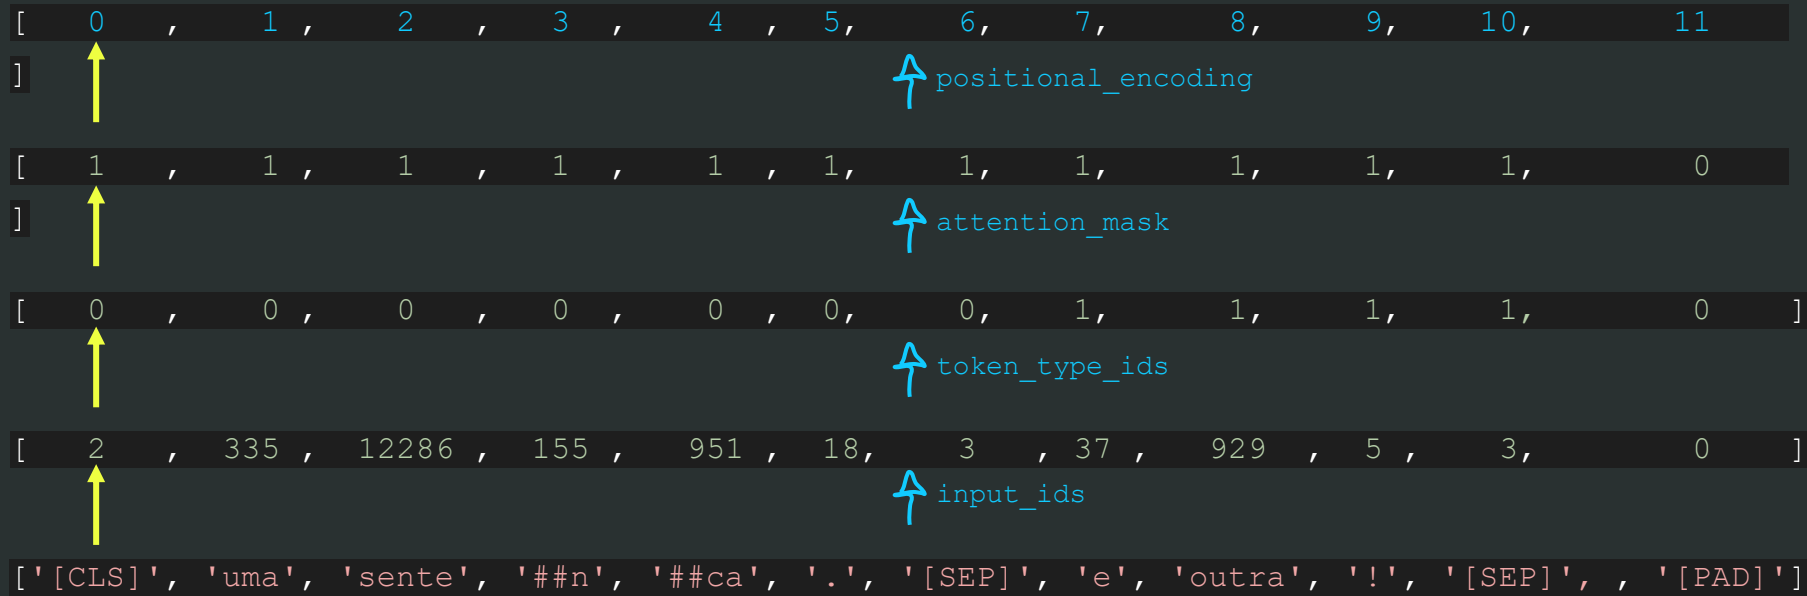 [ 0 , 1 , 2 , 3 , 4 , 5, 6, 7, 8, 9, 10, 11
]
positional_encoding
[ 1 , 1 , 1 , 1 , 1 , 1, 1, 1, 1, 1, 1, 0
]
attention_mask
[ 0 , 0 , 0 , 0 , 0 , 0, 0, 1, 1, 1, 1, 0 ]
token_type_ids
[ 2 , 335 , 12286 , 155 , 951 , 18, 3 , 37 , 929 , 5 , 3, 0 ]
input_ids
['[CLS]', 'uma', 'sente', '##n', '##ca', '.', '[SEP]', 'e', 'outra', '!', '[SEP]', , '[PAD]']